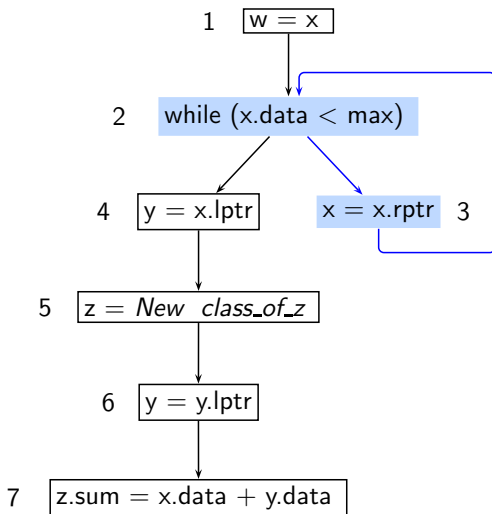 1 w = x
2 while (x.data < max)
4 y = x.lptr x = x.rptr 3
5 z = New class_of_z
6 y = y.lptr
7 z.sum = x.data + y.data